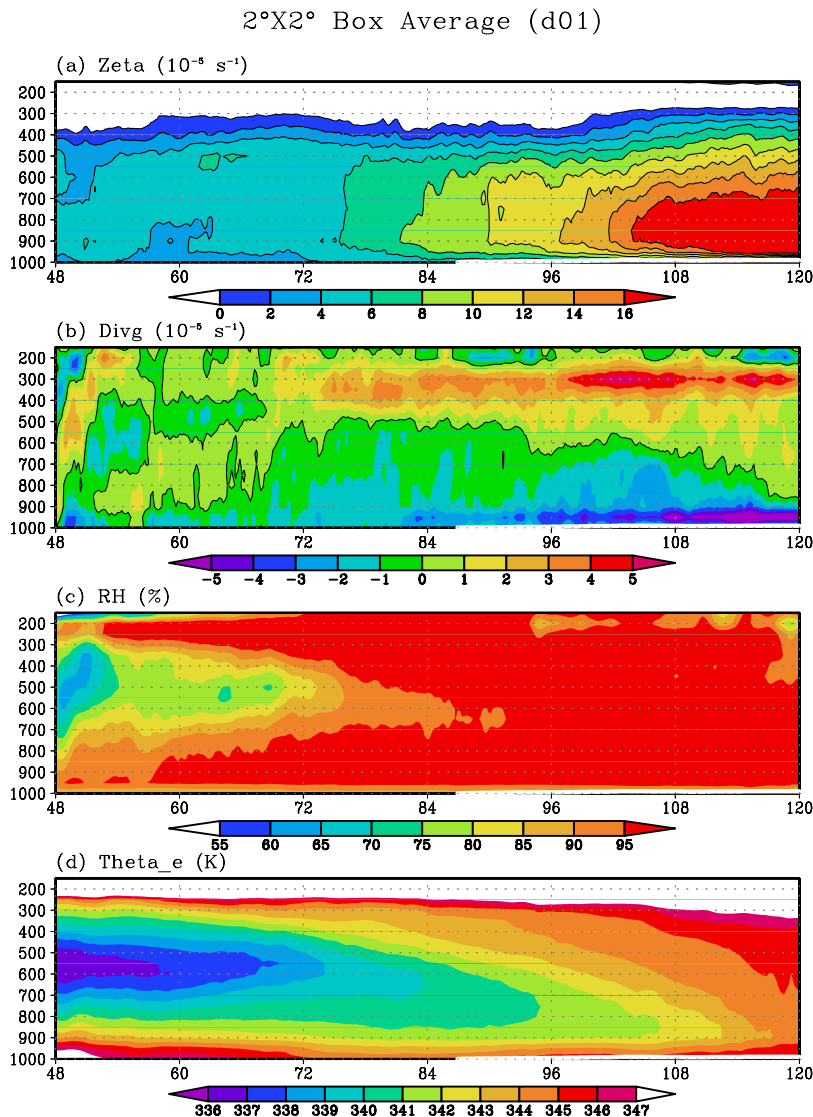 2°X2° Box Average (d01)
(a) Zeta (10⁻⁵ s⁻¹)
200
300
400
500
600
700
800
900
1000
48 60 72 84 96 108 120
0 2 4 6 8 10 12 14 16
(b) Divg (10⁻⁵ s⁻¹)
200
300
400
500
600
700
800
900
1000
48 60 72 84 96 108 120
-5 -4 -3 -2 -1 0 1 2 3 4 5
(c) RH (%)
200
300
400
500
600
700
800
900
1000
48 60 72 84 96 108 120
55 60 65 70 75 80 85 90 95
(d) Theta_e (K)
200
300
400
500
600
700
800
900
1000
48 60 72 84 96 108 120
336 337 338 339 340 341 342 343 344 345 346 347